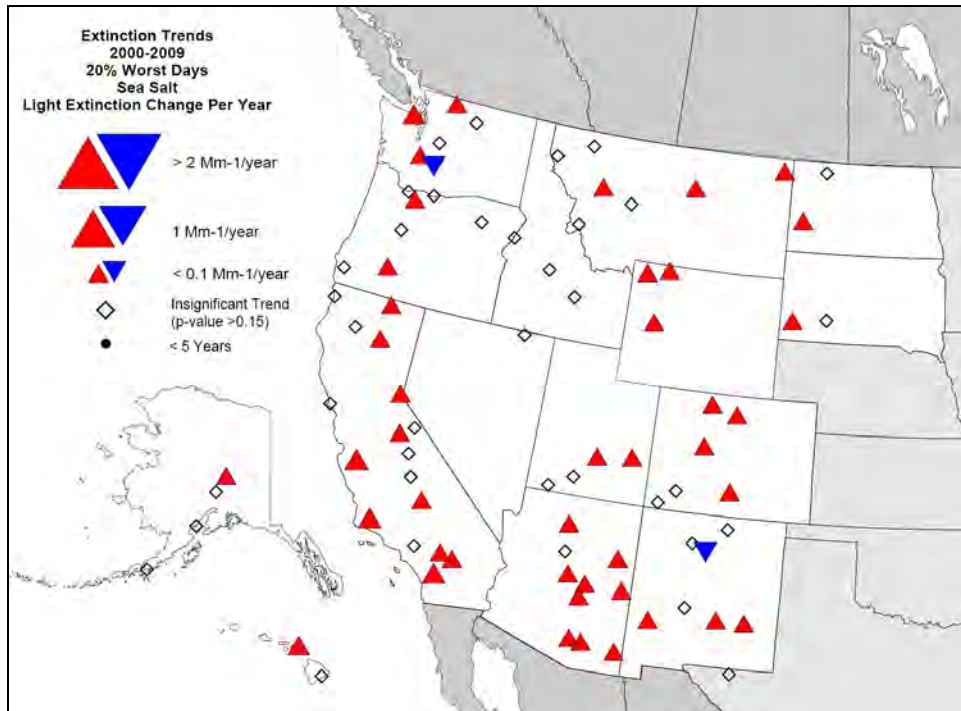 Extinction Trends
2000-2009
20% Worst Days
Sea Salt
Light Extinction Change Per Year
> 2 Mm-1/year
1 Mm-1/year
< 0.1 Mm-1/year
Insignificant Trend
(p-value >0.15)
< 5 Years